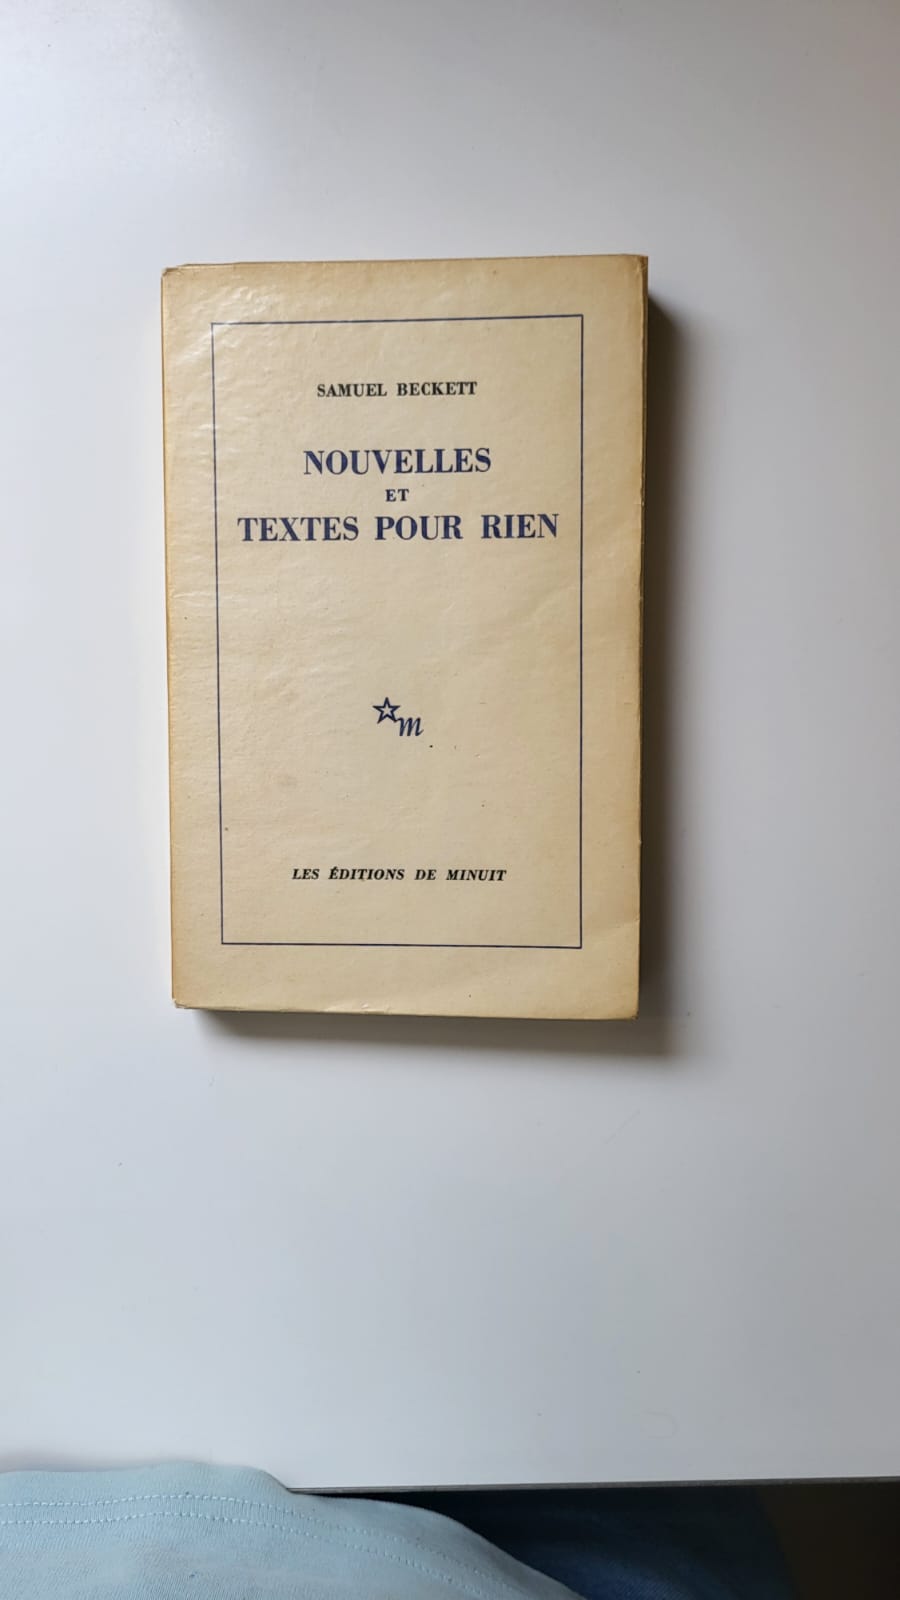 SAMUEL BECKETT
NOUVELLES
ET
TEXTES POUR RIEN
m
LES ÉDITIONS DE MINUIT